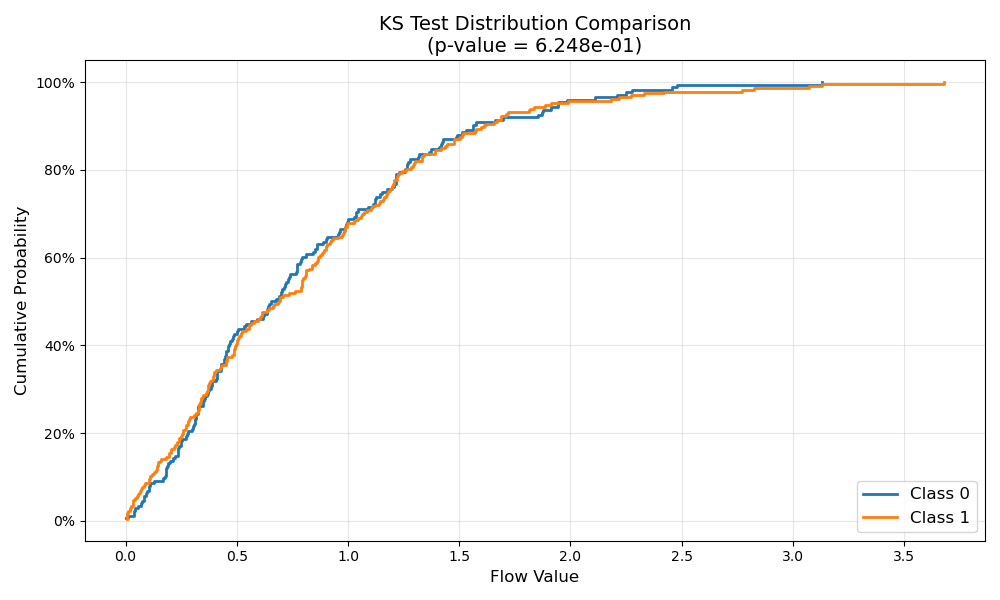 KS Test Distribution Comparison
(p-value = 6.248e-01)
Cumulative Probability
100%
80%
60%
40%
20%
0%
0.0 0.5 1.0 1.5 2.0 2.5 3.0 3.5
Flow Value
Class 0
Class 1